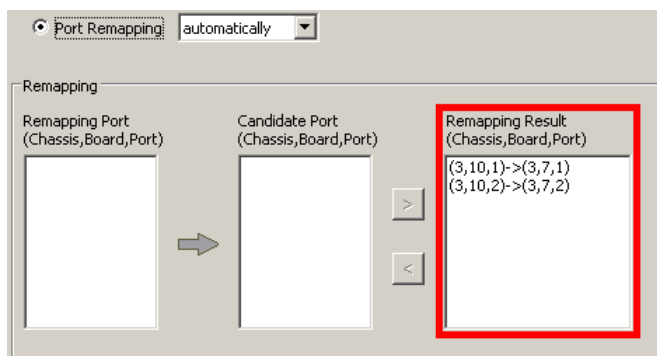 Port Remapping automatically
Remapping
Remapping Port
(Chassis,Board,Port)
Candidate Port
(Chassis,Board,Port)
>
<
Remapping Result
(Chassis,Board,Port)
(3,10,1)->(3,7,1)
(3,10,2)->(3,7,2)